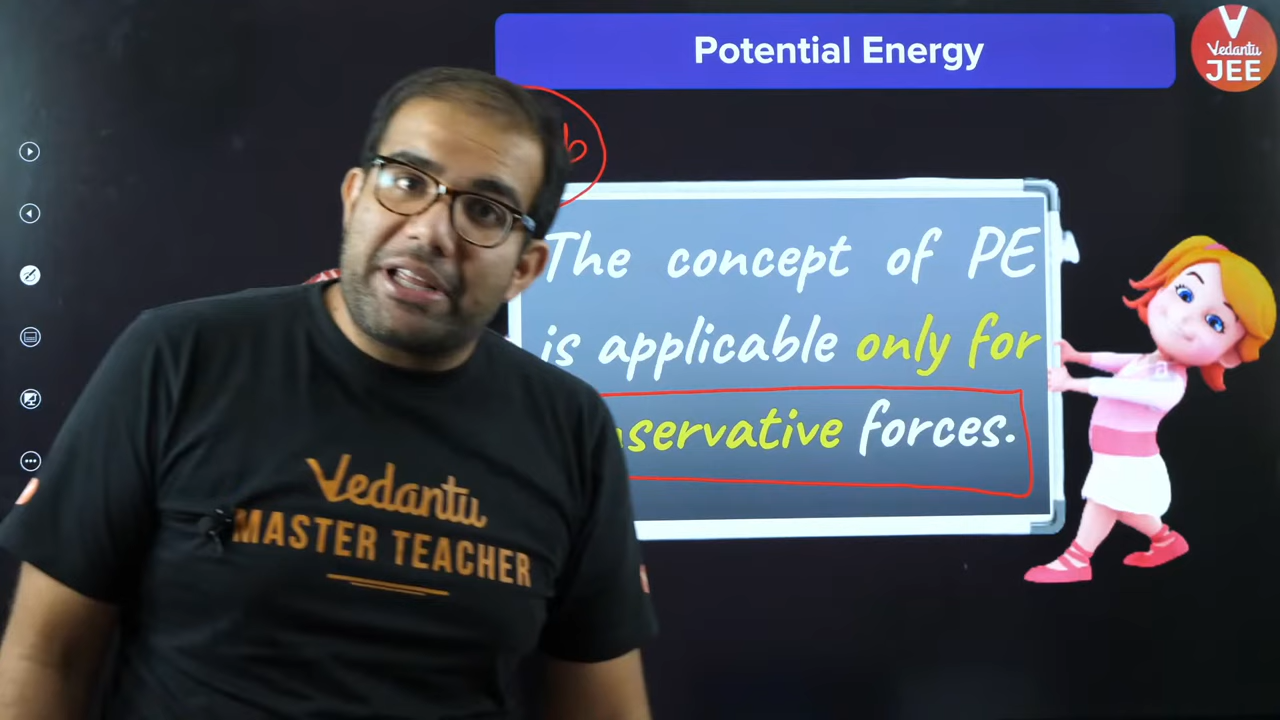 Potential Energy
Vedantu
JEE
The concept of PE
is applicable only for
forces.
Vedantu
MASTER TEACHER